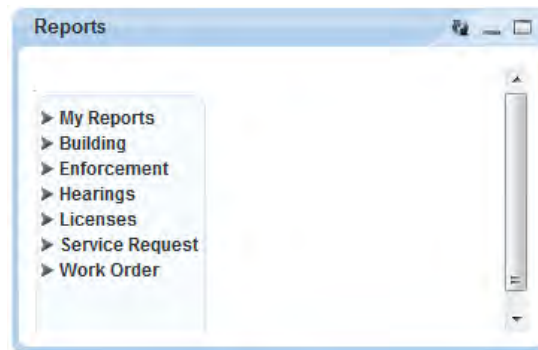 Reports
My Reports
Building
Enforcement
Hearings
Licenses
Service Request
Work Order